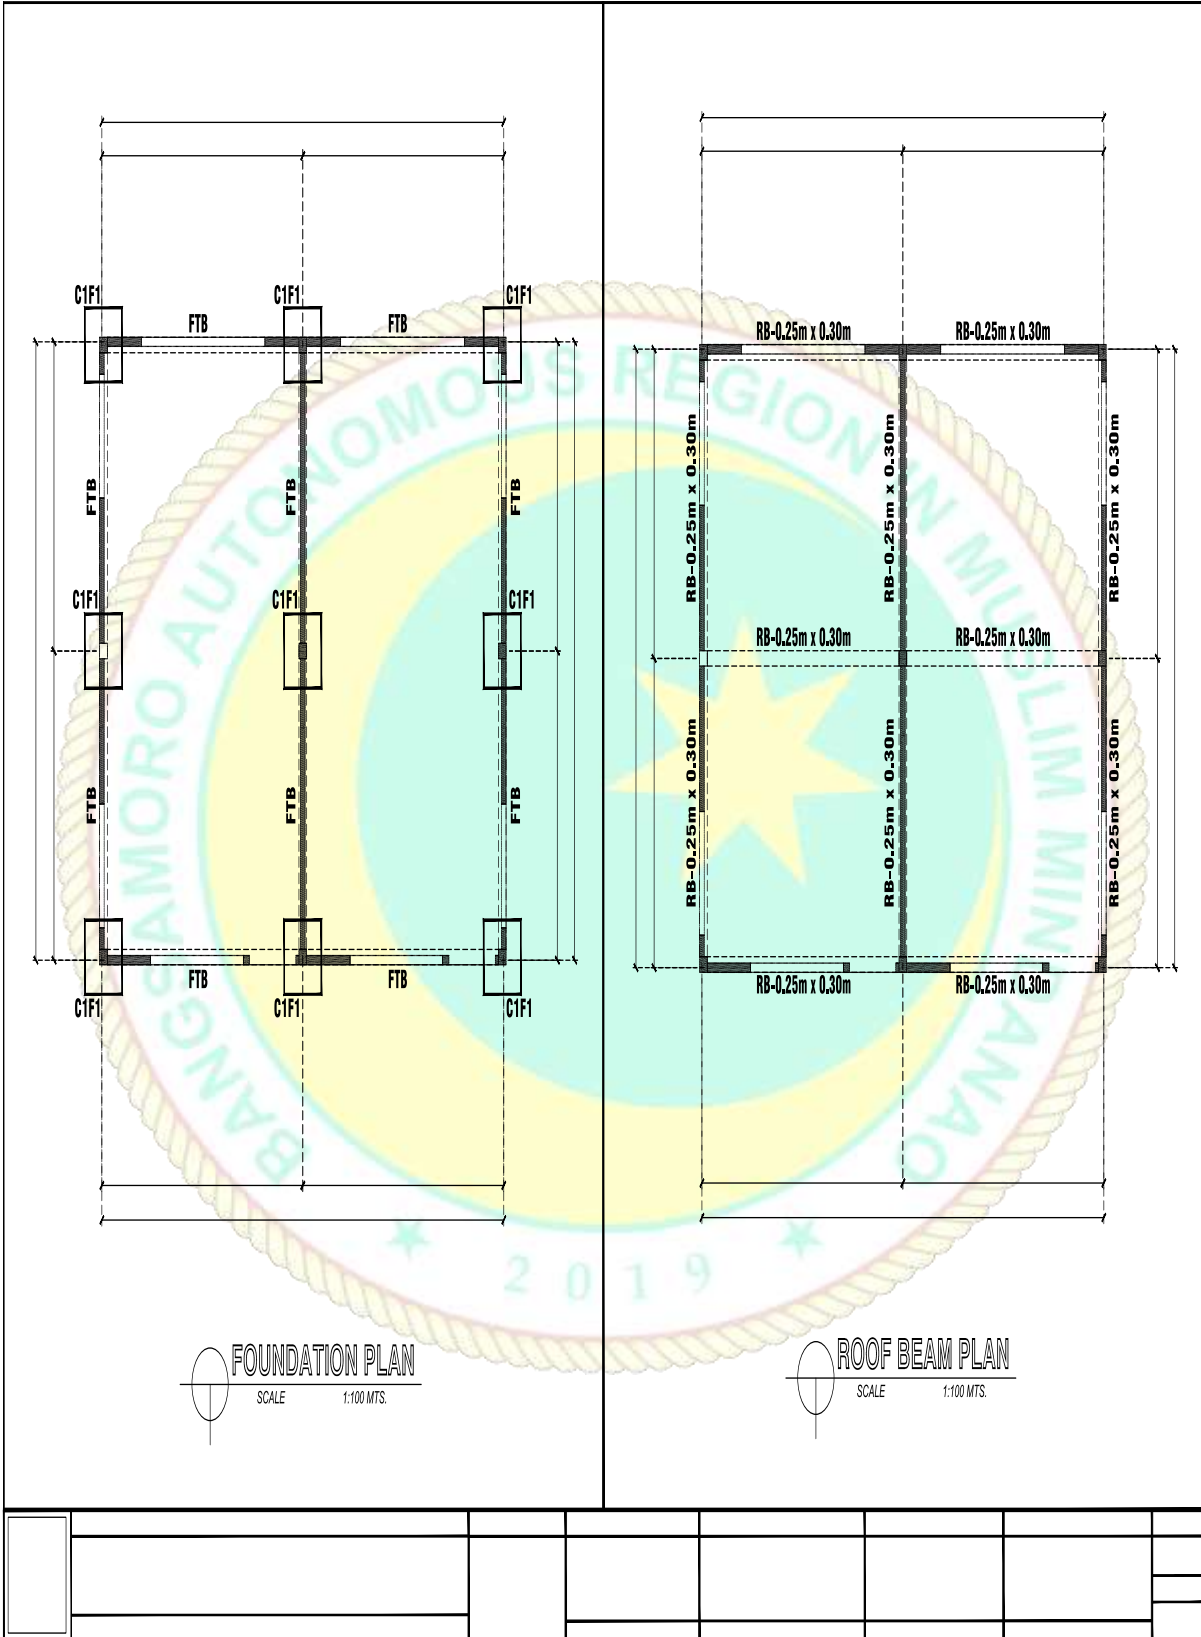 C1F1 C1F1 C1F1
FTB FTB
FTB FTB FTB
C1F1 C1F1 C1F1
FTB FTB FTB
FTB FTB
C1F1 C1F1 C1F1
FOUNDATION PLAN
SCALE 1:100 MTS.
RB-0.25m x 0.30m RB-0.25m x 0.30m
RB-0.25m x 0.30m RB-0.25m x 0.30m RB-0.25m x 0.30m
RB-0.25m x 0.30m RB-0.25m x 0.30m
RB-0.25m x 0.30m RB-0.25m x 0.30m RB-0.25m x 0.30m
RB-0.25m x 0.30m RB-0.25m x 0.30m
ROOF BEAM PLAN
SCALE 1:100 MTS.
BANGSAMORO AUTONOMOUS REGION IN MUSLIM MINDANAO
2019